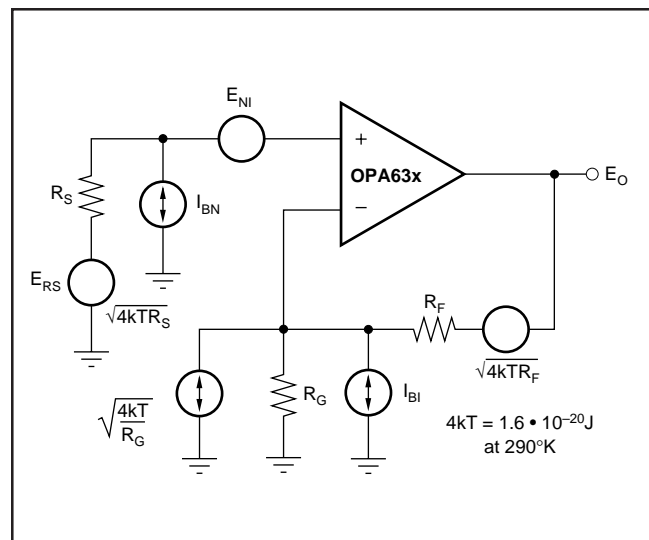 E_NI
+
OPA63x
−
E_O
R_S
I_BN
E_RS
√4kTR_S
R_F
√4kTR_F
√4kT/R_G
R_G
I_BI
4kT = 1.6 • 10^–20J
at 290°K